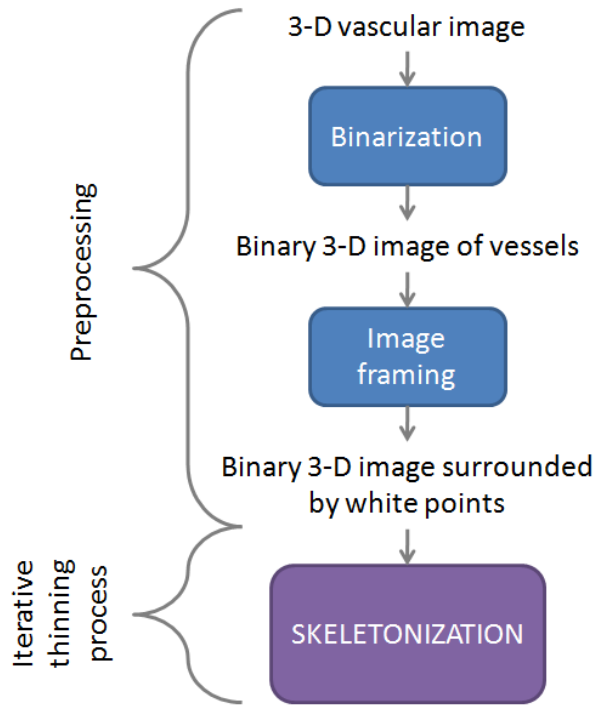 3-D vascular image
Binarization
Binary 3-D image of vessels
Image
framing
Binary 3-D image surrounded
by white points
SKELETONIZATION
Preprocessing
Iterative
thinning
process